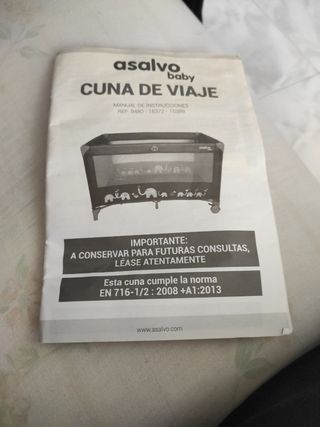 asalvo
baby
CUNA DE VIAJE
MANUAL DE INSTRUCCIONES
IMPORTANTE:
A CONSERVAR PARA FUTURAS CONSULTAS,
LÉASE ATENTAMENTE
Esta cuna cumple la norma
EN 716-1/2 : 2008 +A1:2013
www.asalvo.com